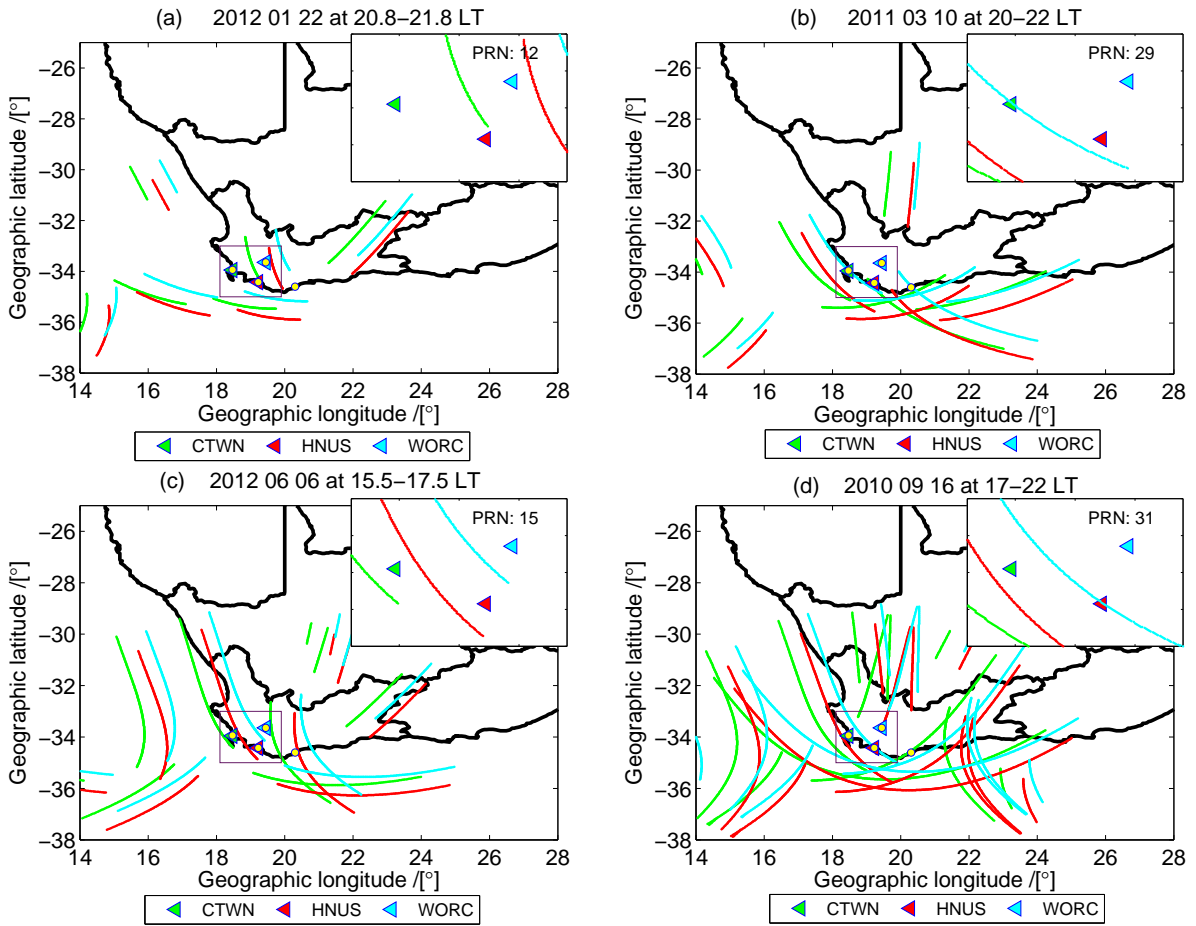 (a) 2012 01 22 at 20.8−21.8 LT
PRN: 12
Geographic latitude /[°]
−26
−28
−30
−32
−34
−36
−38
14 16 18 20 22 24 26 28
Geographic longitude /[°]
CTWN HNUS WORC
(b) 2011 03 10 at 20−22 LT
PRN: 29
Geographic latitude /[°]
−26
−28
−30
−32
−34
−36
−38
14 16 18 20 22 24 26 28
Geographic longitude /[°]
CTWN HNUS WORC
(c) 2012 06 06 at 15.5−17.5 LT
PRN: 15
Geographic latitude /[°]
−26
−28
−30
−32
−34
−36
−38
14 16 18 20 22 24 26 28
Geographic longitude /[°]
CTWN HNUS WORC
(d) 2010 09 16 at 17−22 LT
PRN: 31
Geographic latitude /[°]
−26
−28
−30
−32
−34
−36
−38
14 16 18 20 22 24 26 28
Geographic longitude /[°]
CTWN HNUS WORC